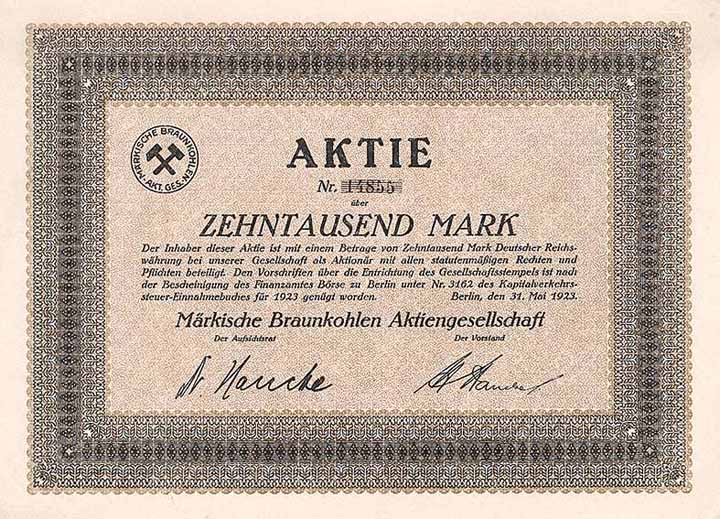 MÄRKISCHE BRAUNKOHLEN-AKT. GES.
AKTIE
Nr. 14855
über
ZEHNTAUSEND MARK
Der Inhaber dieser Aktie ist mit einem Betrage von Zehntausend Mark Deutscher Reichs-
währung bei unserer Gesellschaft als Aktionär mit allen statutenmäßigen Rechten und
Pflichten beteiligt. Den Vorschriften über die Entrichtung des Gesellschaftsstempels ist nach
der Bescheinigung des Finanzamtes Börse zu Berlin unter Nr. 3162 des Kapitalverkehrs-
steuer-Einnahmebuches für 1923 genügt worden. Berlin, den 31. Mai 1923.
Märkische Braunkohlen Aktiengesellschaft
Der Aufsichtsrat Der Vorstand